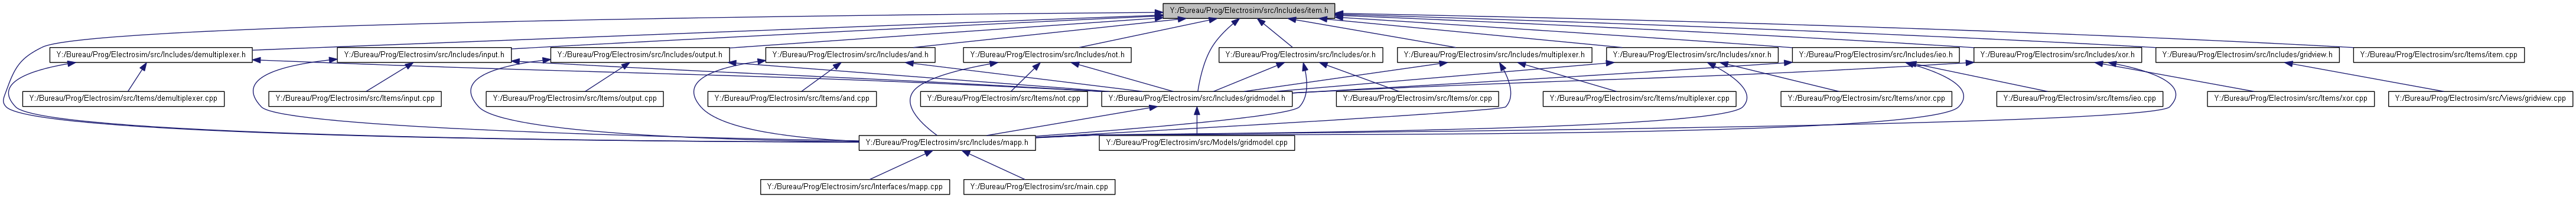 Y:/Bureau/Prog/Electrosim/src/Includes/item.h
Y:/Bureau/Prog/Electrosim/src/Includes/demultiplexer.h
Y:/Bureau/Prog/Electrosim/src/Includes/input.h
Y:/Bureau/Prog/Electrosim/src/Includes/output.h
Y:/Bureau/Prog/Electrosim/src/Includes/and.h
Y:/Bureau/Prog/Electrosim/src/Includes/not.h
Y:/Bureau/Prog/Electrosim/src/Includes/or.h
Y:/Bureau/Prog/Electrosim/src/Includes/multiplexer.h
Y:/Bureau/Prog/Electrosim/src/Includes/xnor.h
Y:/Bureau/Prog/Electrosim/src/Includes/ieo.h
Y:/Bureau/Prog/Electrosim/src/Includes/xor.h
Y:/Bureau/Prog/Electrosim/src/Includes/gridview.h
Y:/Bureau/Prog/Electrosim/src/Items/item.cpp
Y:/Bureau/Prog/Electrosim/src/Items/demultiplexer.cpp
Y:/Bureau/Prog/Electrosim/src/Items/input.cpp
Y:/Bureau/Prog/Electrosim/src/Items/output.cpp
Y:/Bureau/Prog/Electrosim/src/Items/and.cpp
Y:/Bureau/Prog/Electrosim/src/Items/not.cpp
Y:/Bureau/Prog/Electrosim/src/Includes/gridmodel.h
Y:/Bureau/Prog/Electrosim/src/Items/or.cpp
Y:/Bureau/Prog/Electrosim/src/Items/multiplexer.cpp
Y:/Bureau/Prog/Electrosim/src/Items/xnor.cpp
Y:/Bureau/Prog/Electrosim/src/Items/ieo.cpp
Y:/Bureau/Prog/Electrosim/src/Items/xor.cpp
Y:/Bureau/Prog/Electrosim/src/Views/gridview.cpp
Y:/Bureau/Prog/Electrosim/src/Includes/mapp.h
Y:/Bureau/Prog/Electrosim/src/Models/gridmodel.cpp
Y:/Bureau/Prog/Electrosim/src/Interfaces/mapp.cpp
Y:/Bureau/Prog/Electrosim/src/main.cpp